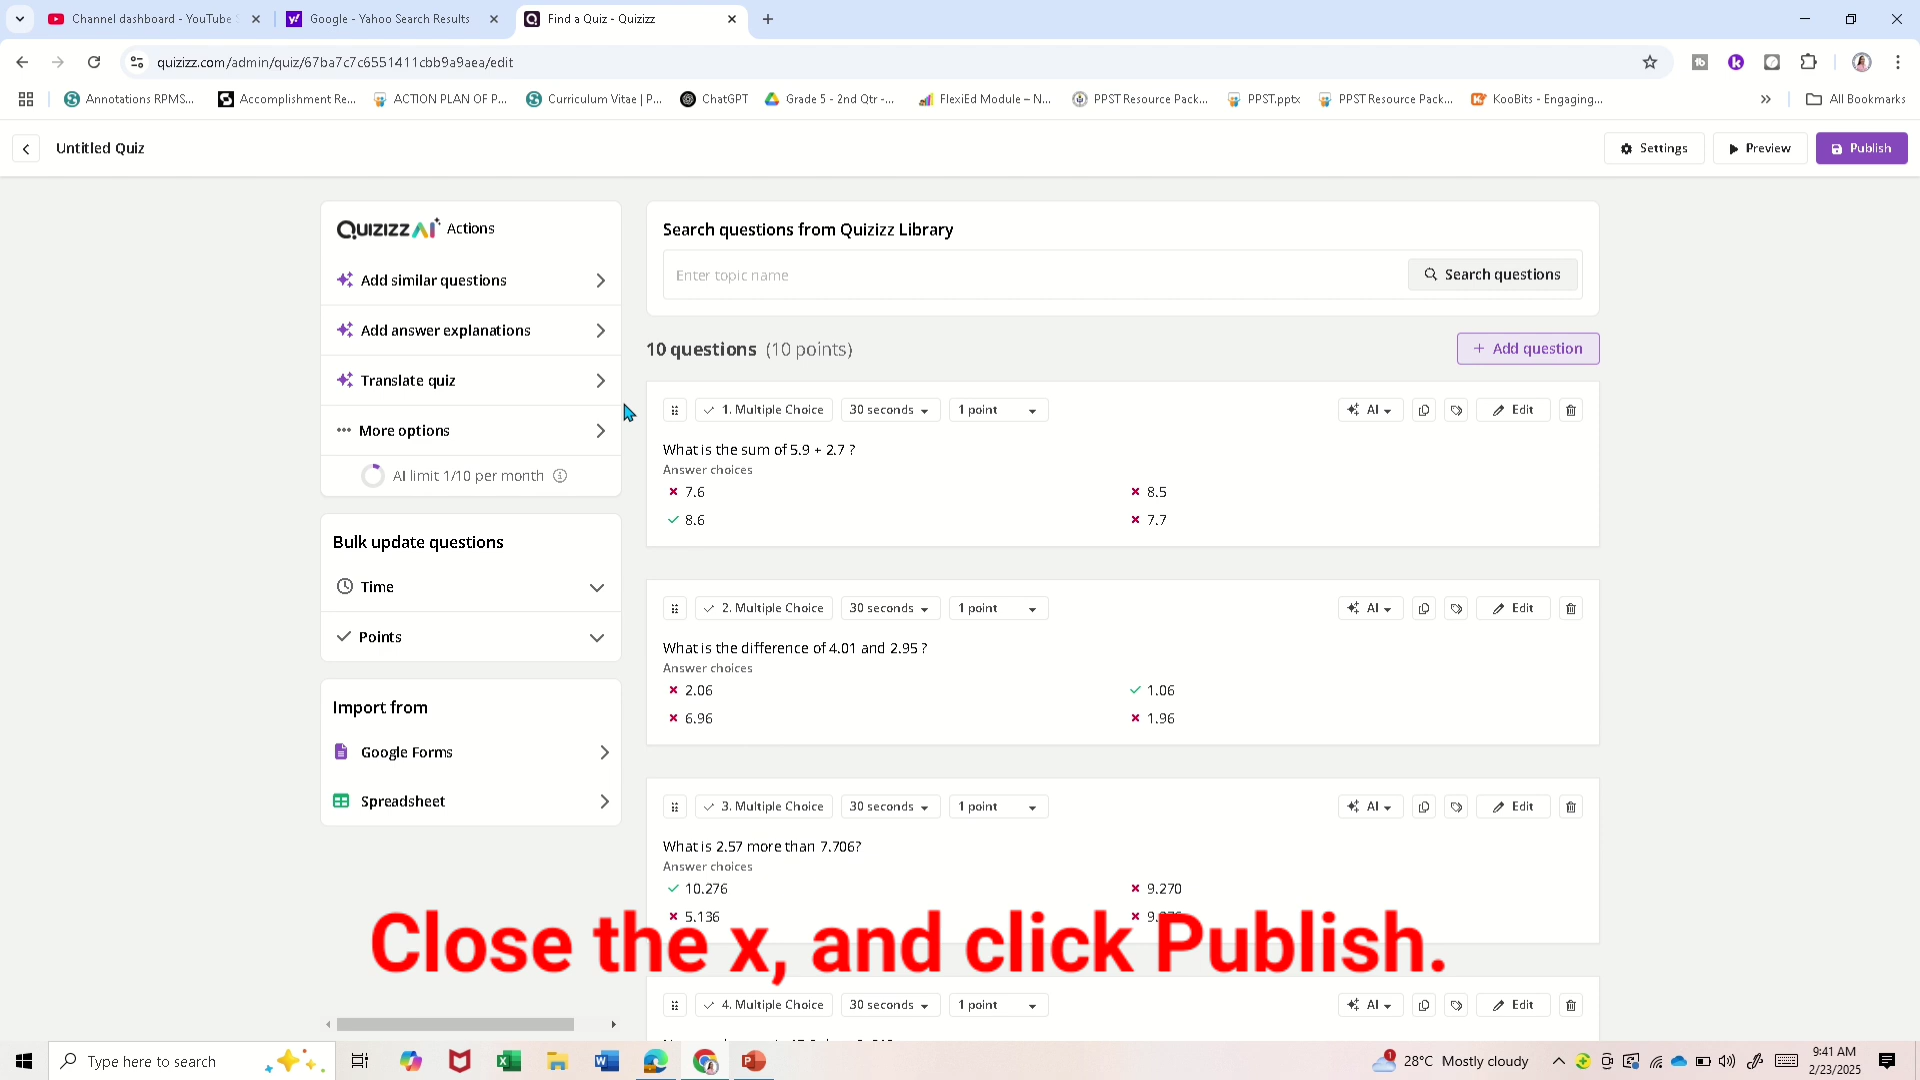 Channel dashboard - YouTube
Google - Yahoo Search Results
Find a Quiz - Quizizz
quizizz.com/admin/quiz/67ba7c7c6551411cbb9a9aea/edit
Annotations RPMS...
Accomplishment Re...
ACTION PLAN OF P...
Curriculum Vitae | P...
ChatGPT
Grade 5 - 2nd Qtr -...
FlexiEd Module – N...
PPST Resource Pack...
PPST.pptx
PPST Resource Pack...
KooBits - Engaging...
All Bookmarks
Untitled Quiz
Settings
Preview
Publish
QUIZIZZ AI Actions
Add similar questions
Add answer explanations
Translate quiz
More options
AI limit 1/10 per month
Bulk update questions
Time
Points
Import from
Google Forms
Spreadsheet
Search questions from Quizizz Library
Enter topic name
Search questions
10 questions (10 points)
Add question
1. Multiple Choice 30 seconds 1 point AI Edit
What is the sum of 5.9 + 2.7 ?
Answer choices
7.6 8.5
8.6 7.7
2. Multiple Choice 30 seconds 1 point AI Edit
What is the difference of 4.01 and 2.95 ?
Answer choices
2.06 1.06
6.96 1.96
3. Multiple Choice 30 seconds 1 point AI Edit
What is 2.57 more than 7.706?
Answer choices
10.276 9.270
5.136
Close the x, and click Publish.
4. Multiple Choice 30 seconds 1 point AI Edit
Type here to search
1
28°C Mostly cloudy
9:41 AM
2/23/2025